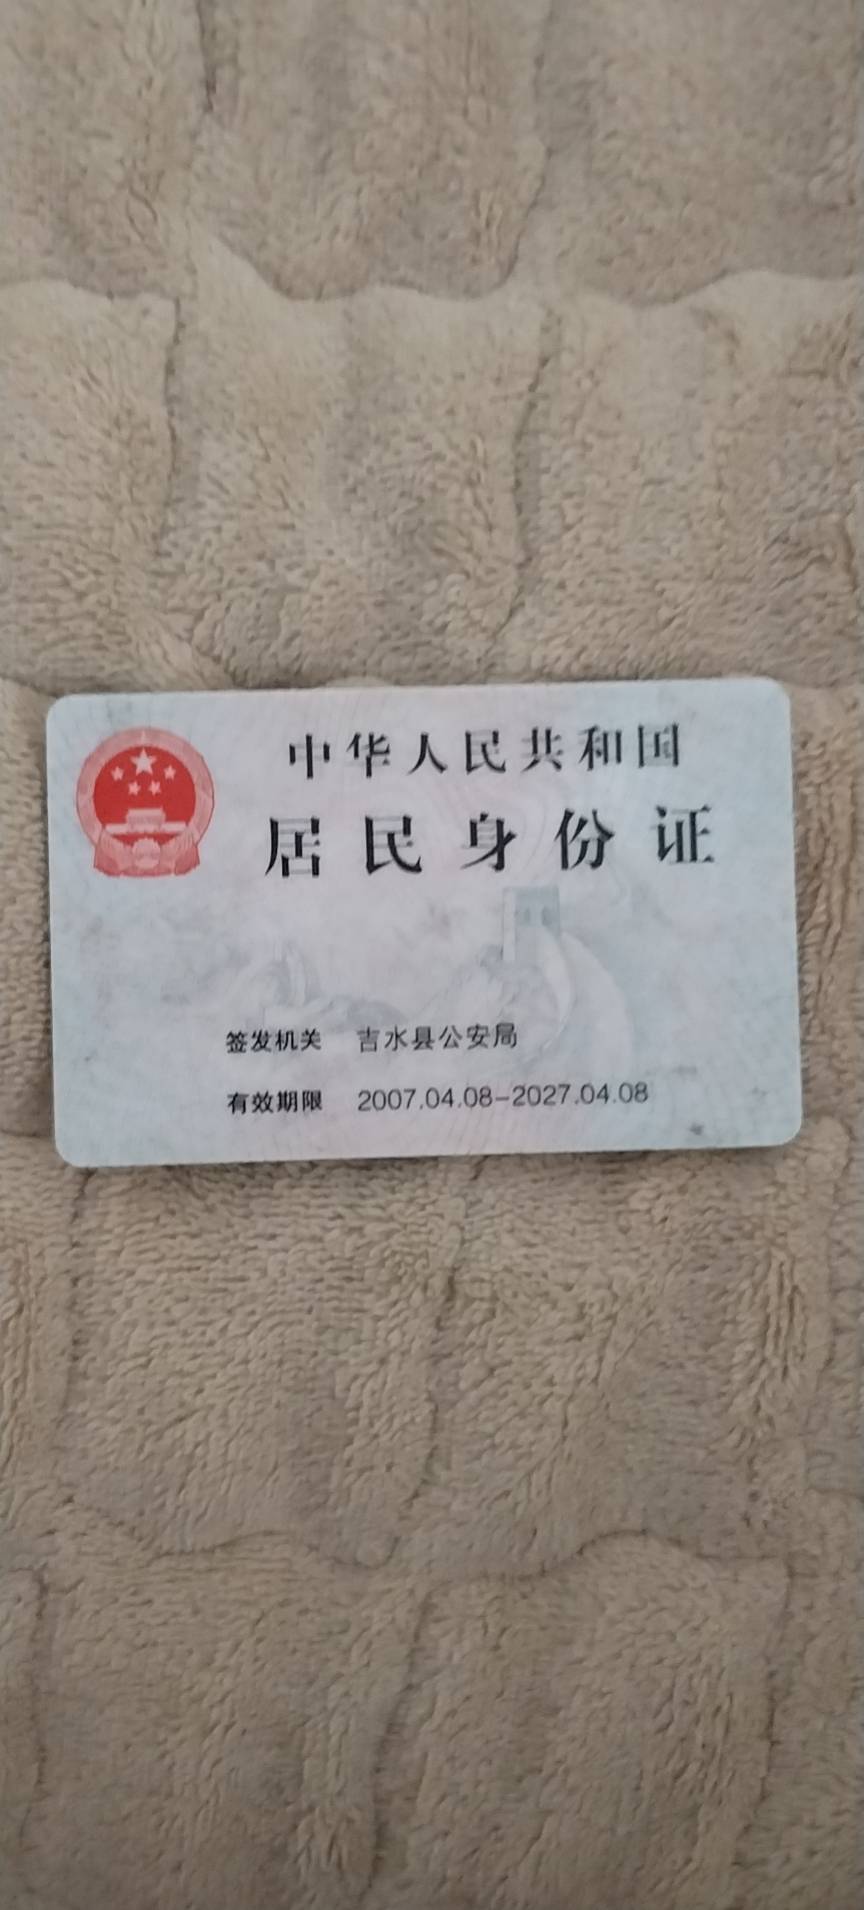 中华人民共和国
居民身份证
签发机关 吉水县公安局
有效期限 2007.04.08-2027.04.08